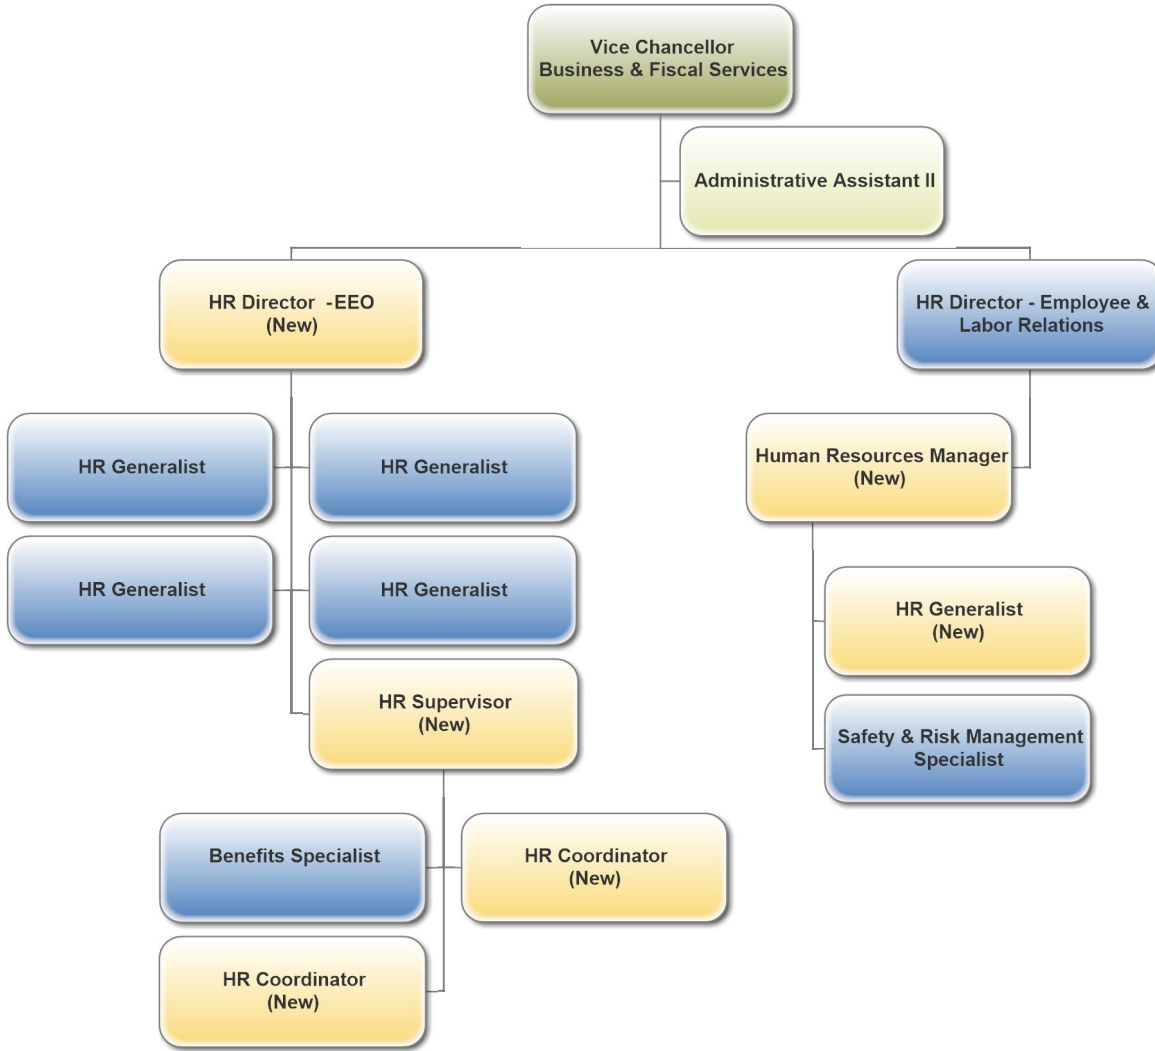 Vice Chancellor
Business & Fiscal Services
Administrative Assistant II
HR Director -EEO
(New)
HR Director - Employee &
Labor Relations
HR Generalist
HR Generalist
Human Resources Manager
(New)
HR Generalist
HR Generalist
HR Generalist
(New)
HR Supervisor
(New)
Safety & Risk Management
Specialist
Benefits Specialist
HR Coordinator
(New)
HR Coordinator
(New)